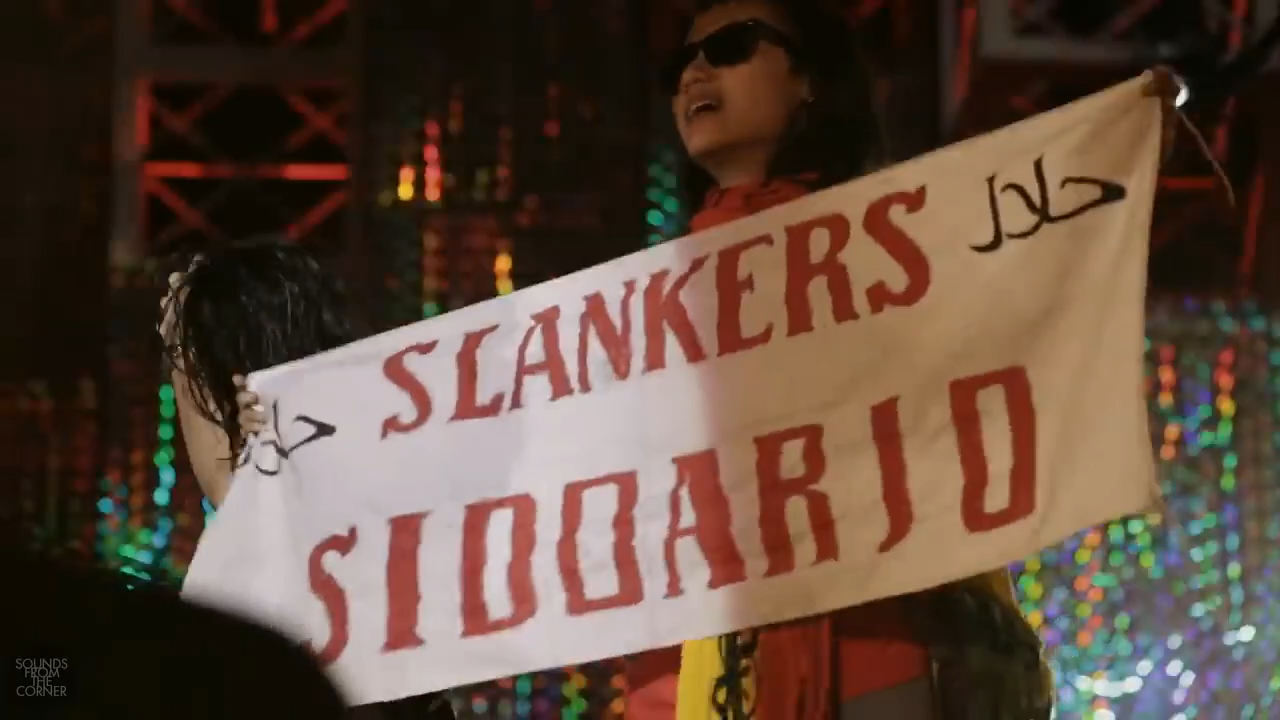 SLANKERS حلال
حلال
SIDOARJO
SOUNDS
FROM
THE
CORNER